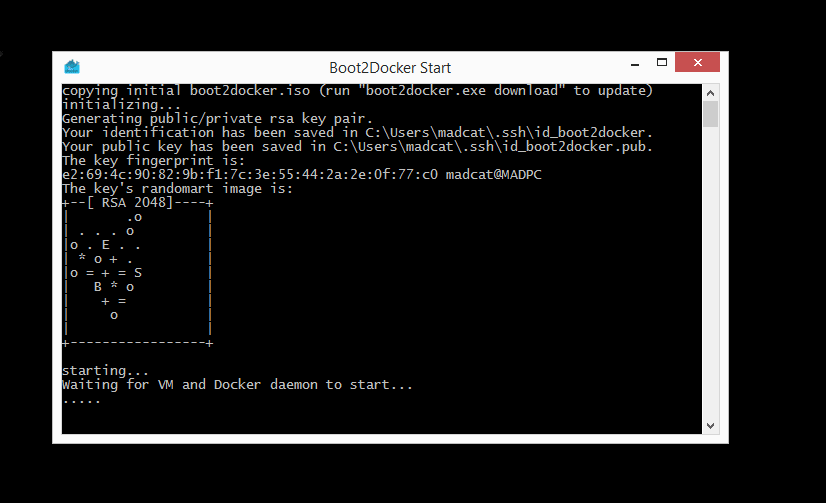 Boot2Docker Start
copying initial boot2docker.iso (run "boot2docker.exe download" to update)
initializing...
Generating public/private rsa key pair.
Your identification has been saved in C:\Users\madcat\.ssh\id_boot2docker.
Your public key has been saved in C:\Users\madcat\.ssh\id_boot2docker.pub.
The key fingerprint is:
e2:69:4c:90:82:9b:f1:7c:3e:55:44:2a:2e:0f:77:c0 madcat@MADPC
The key's randomart image is:
+--[ RSA 2048]----+
|       .o        |
| . . . o         |
|o . E . .        |
| * o + .         |
|o = + = S        |
|   B * o         |
|    + =          |
|     o           |
|                 |
+-----------------+
starting...
Waiting for VM and Docker daemon to start...
.....